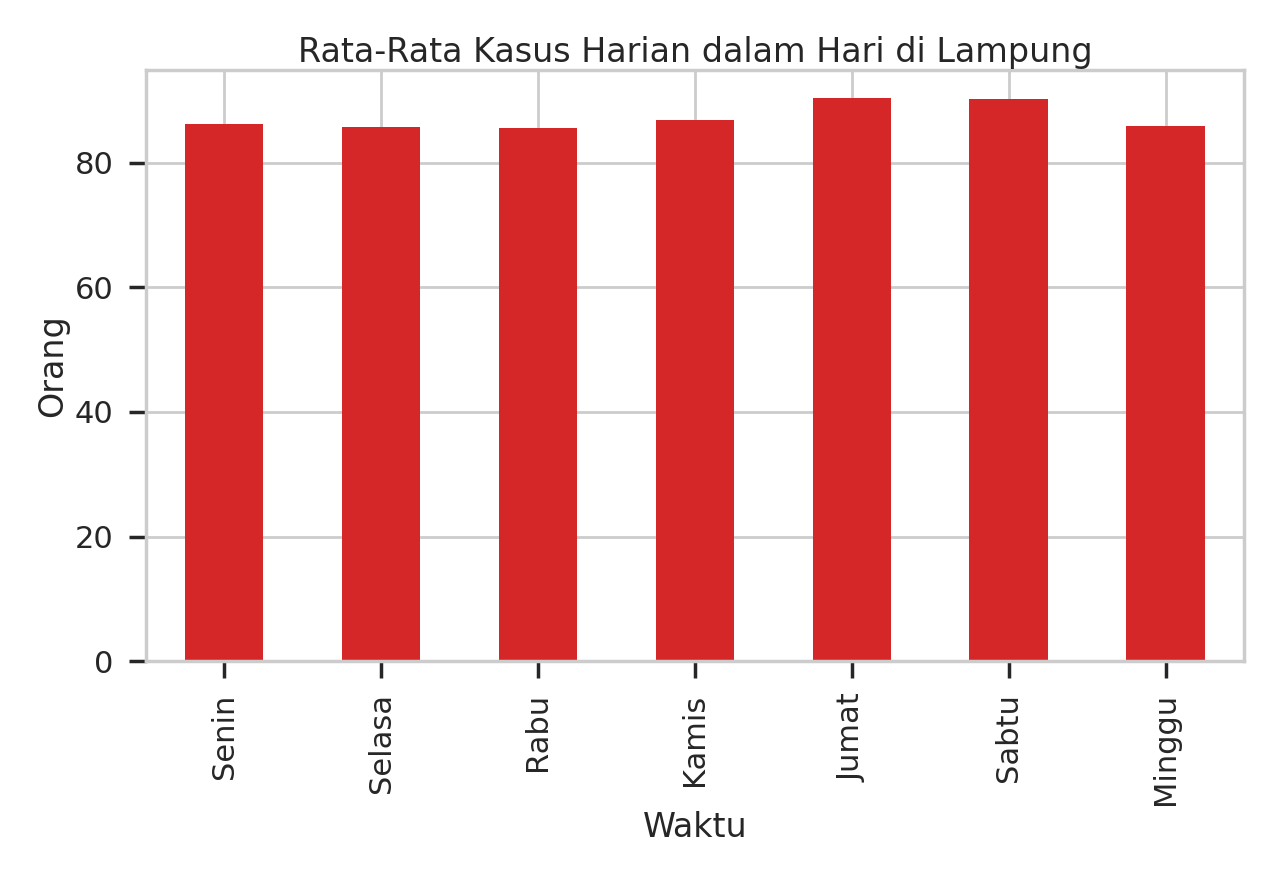 Rata-Rata Kasus Harian dalam Hari di Lampung
80
60
40
20
0
Orang
Senin
Selasa
Rabu
Kamis
Jumat
Sabtu
Minggu
Waktu